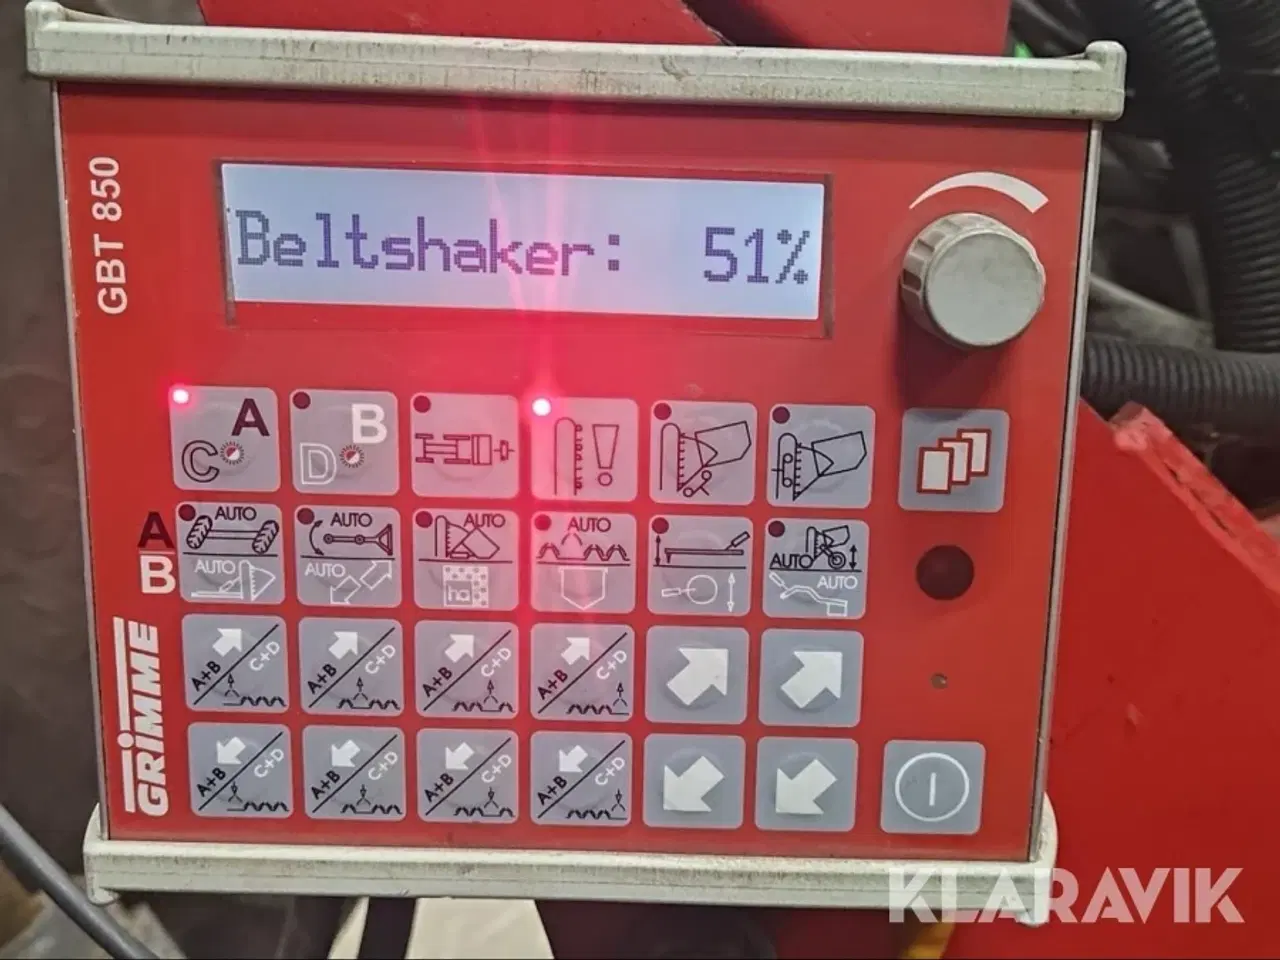 GBT 850
Beltshaker: 51%
A
C
B
D
A
B
AUTO
AUTO
AUTO
AUTO
AUTO
AUTO
AUTO
ha
AUTO
A+B C+D
A+B C+D
A+B C+D
A+B C+D
GRIMME
A+B C+D
A+B C+D
A+B C+D
A+B C+D
KLARAVIK